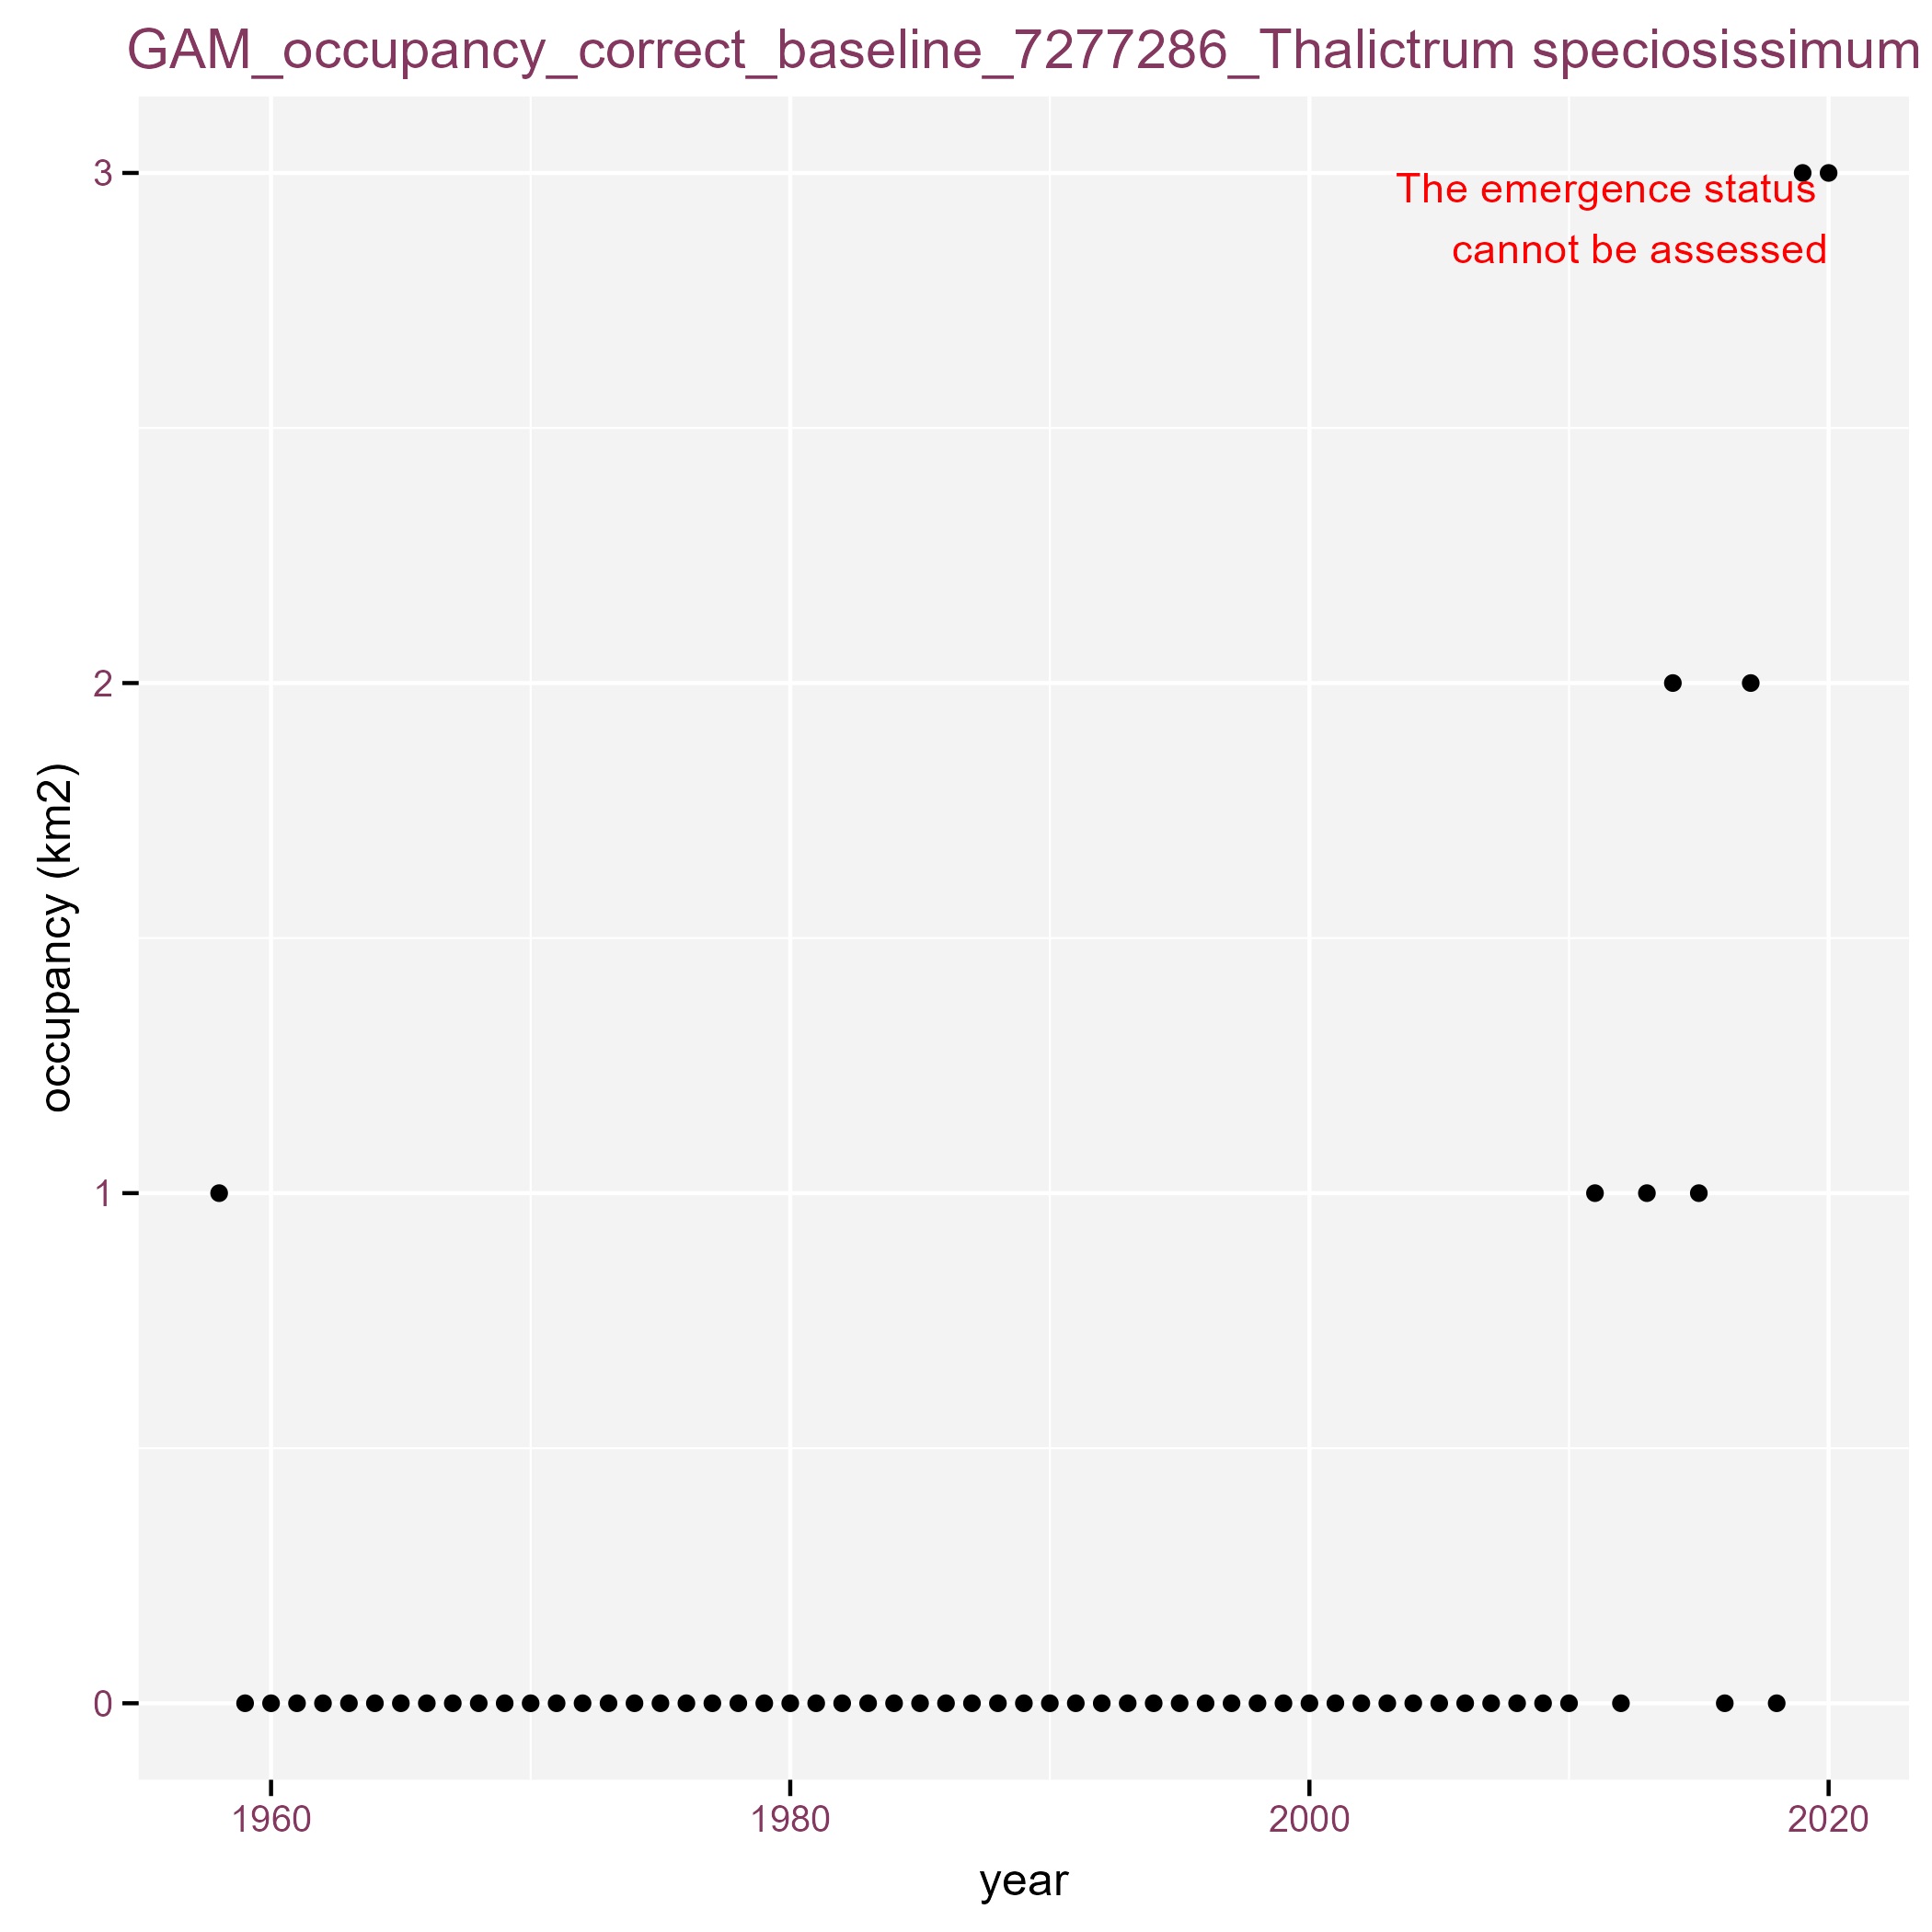 GAM_occupancy_correct_baseline_7277286_Thalictrum speciosissimum
3
The emergence status
cannot be assessed
2
occupancy (km2)
1
0
1960 1980 2000 2020
year